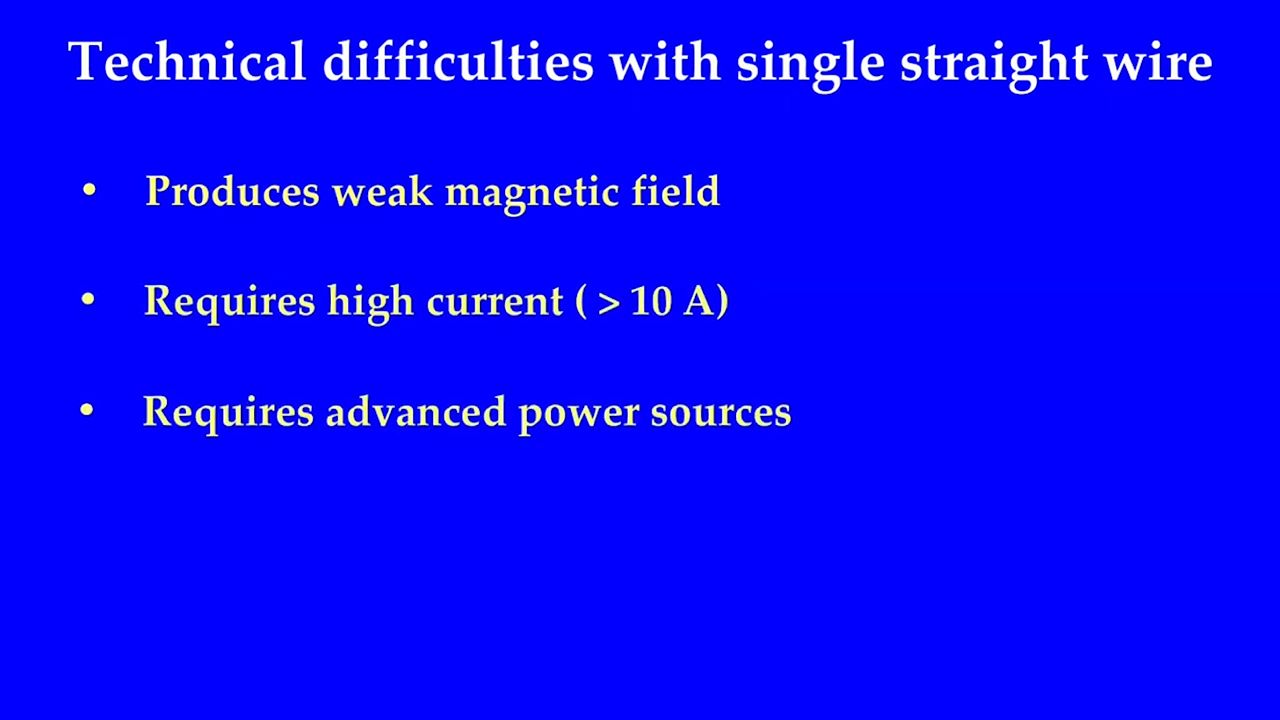 Technical difficulties with single straight wire
• Produces weak magnetic field
• Requires high current ( > 10 A)
• Requires advanced power sources